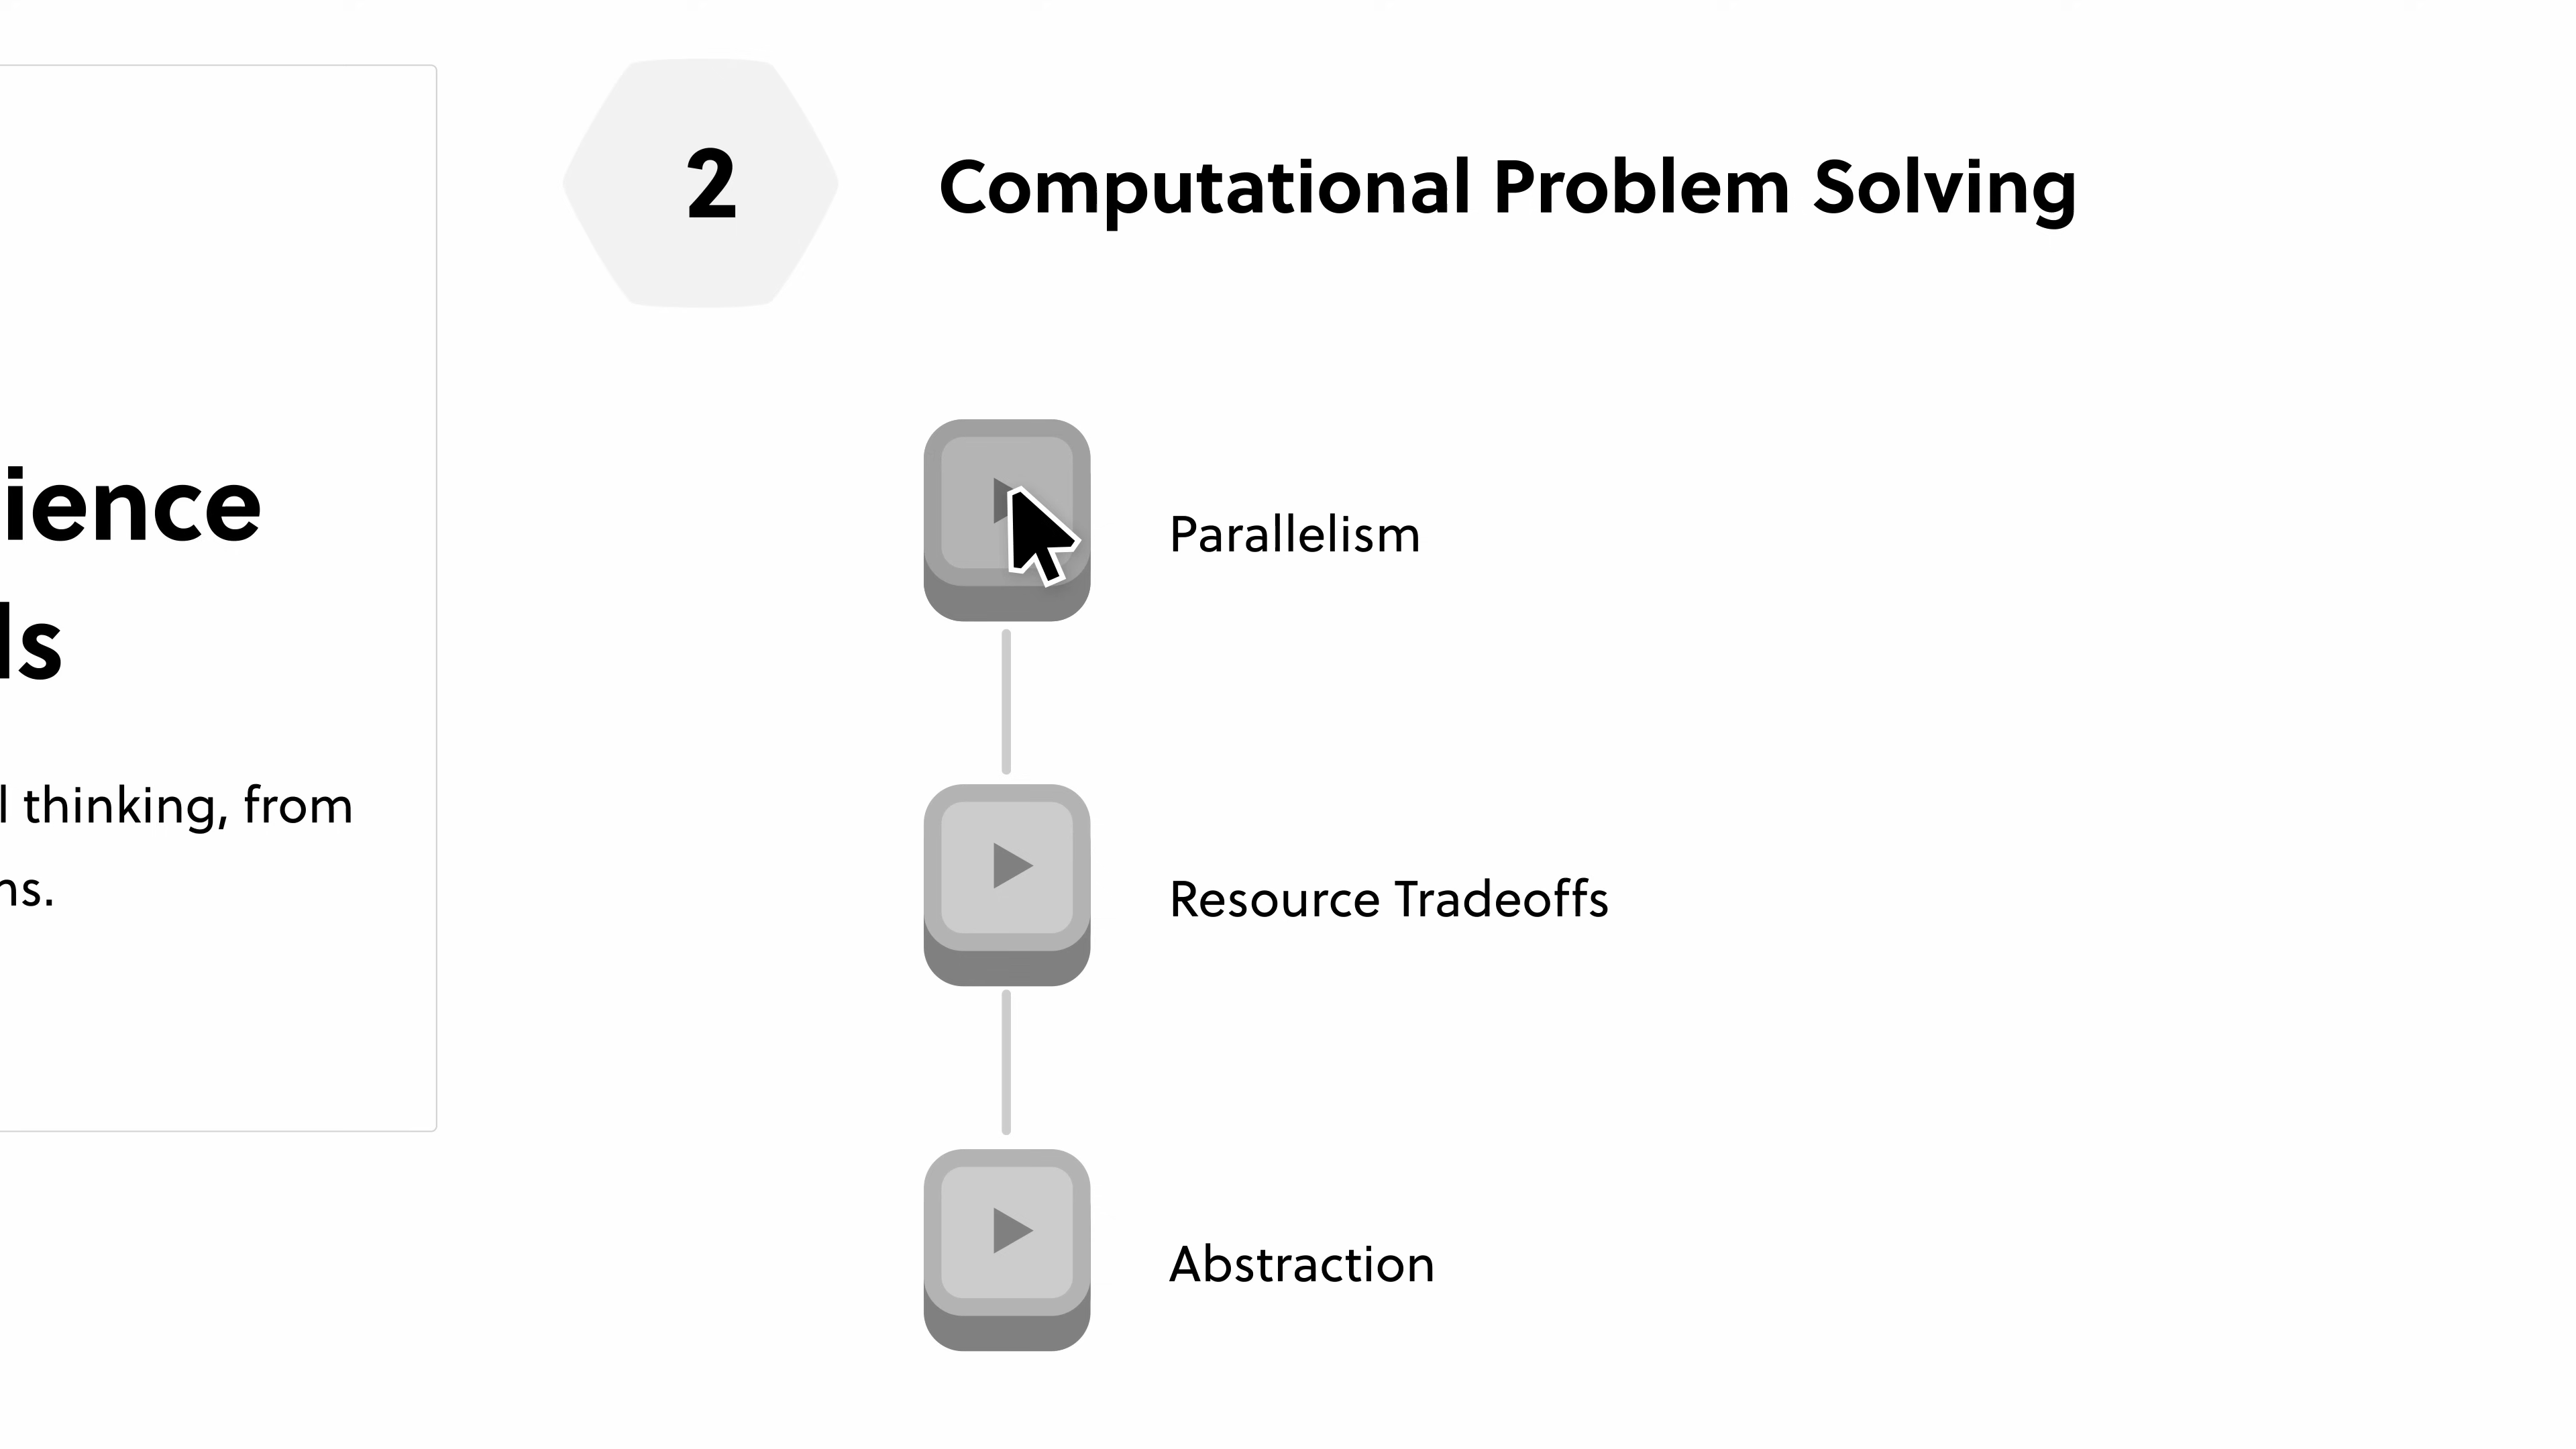 ience
ls
l thinking, from
ns.
2
Computational Problem Solving
Parallelism
Resource Tradeoffs
Abstraction